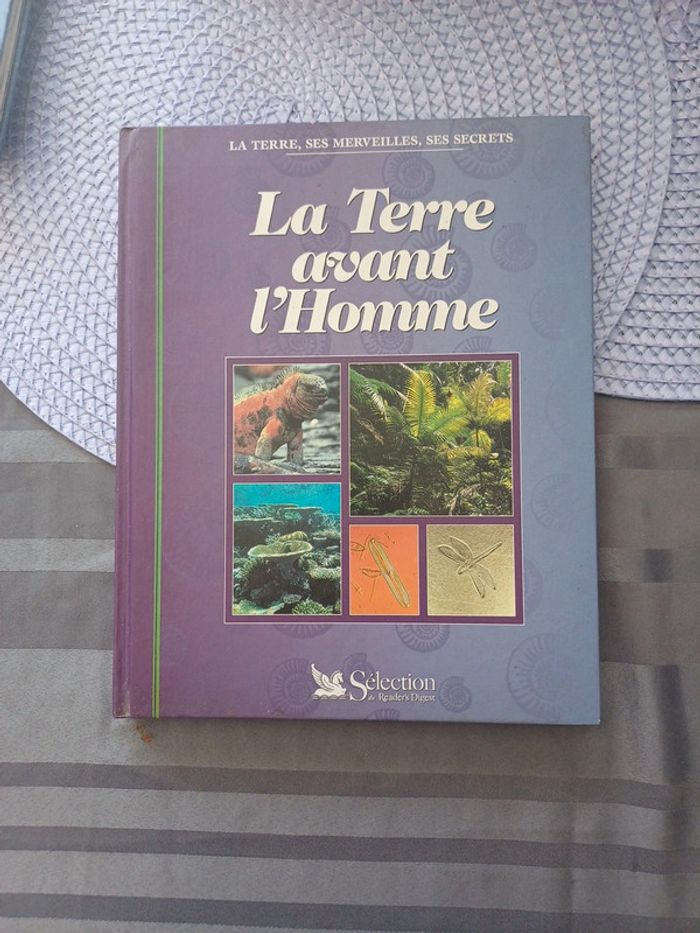 LA TERRE, SES MERVEILLES, SES SECRETS
La Terre
avant
l'Homme
Sélection
du Reader's Digest